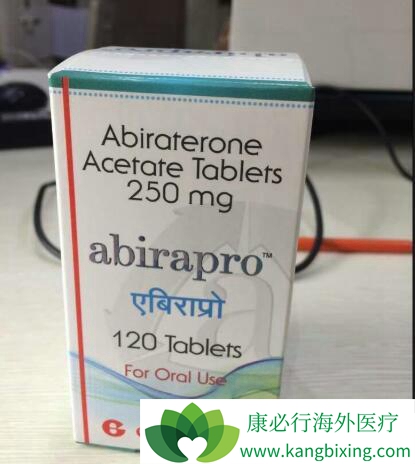 Abiraterone
Acetate Tablets
250 mg
abirapro™
एबिराप्रो
120 Tablets
For Oral Use
康必行海外医疗
www.kangbixing.com